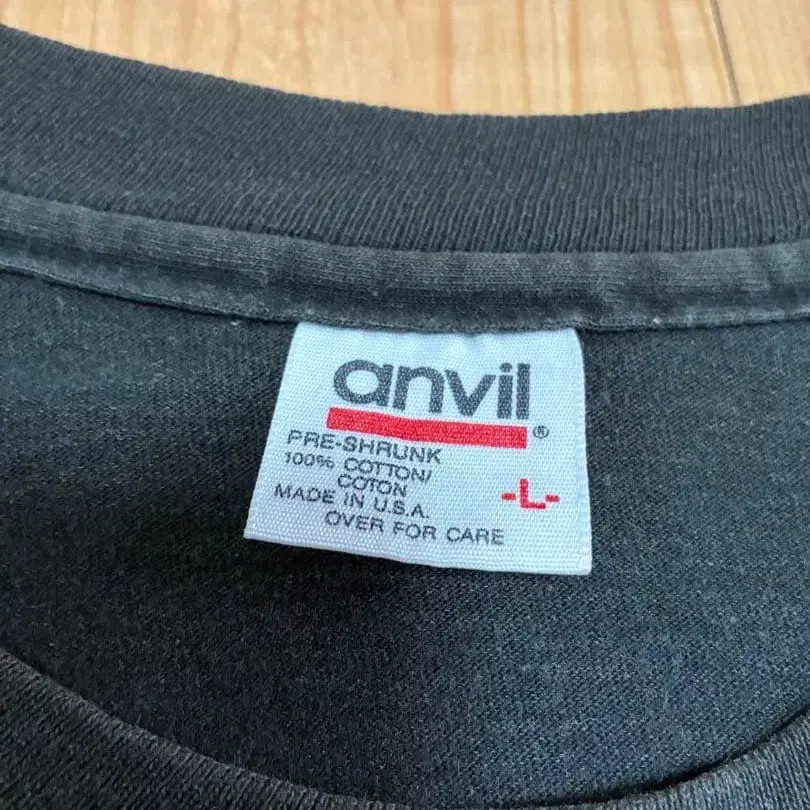 anvil®
PRE-SHRUNK
100% COTTON/
COTON
MADE IN U.S.A.
-L-
OVER FOR CARE